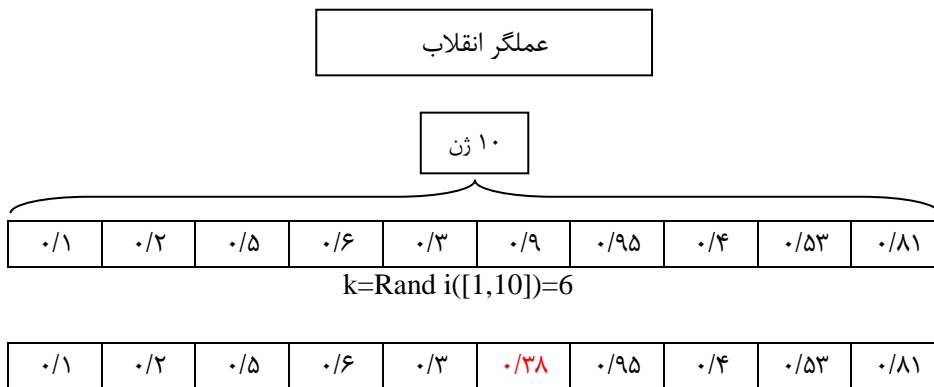 عملگر انقلاب
۱۰ ژن
۰/۱ ۰/۲ ۰/۵ ۰/۶ ۰/۳ ۰/۹ ۰/۹۵ ۰/۴ ۰/۵۳ ۰/۸۱
k=Rand i([1,10])=6
۰/۱ ۰/۲ ۰/۵ ۰/۶ ۰/۳ ۰/۳۸ ۰/۹۵ ۰/۴ ۰/۵۳ ۰/۸۱